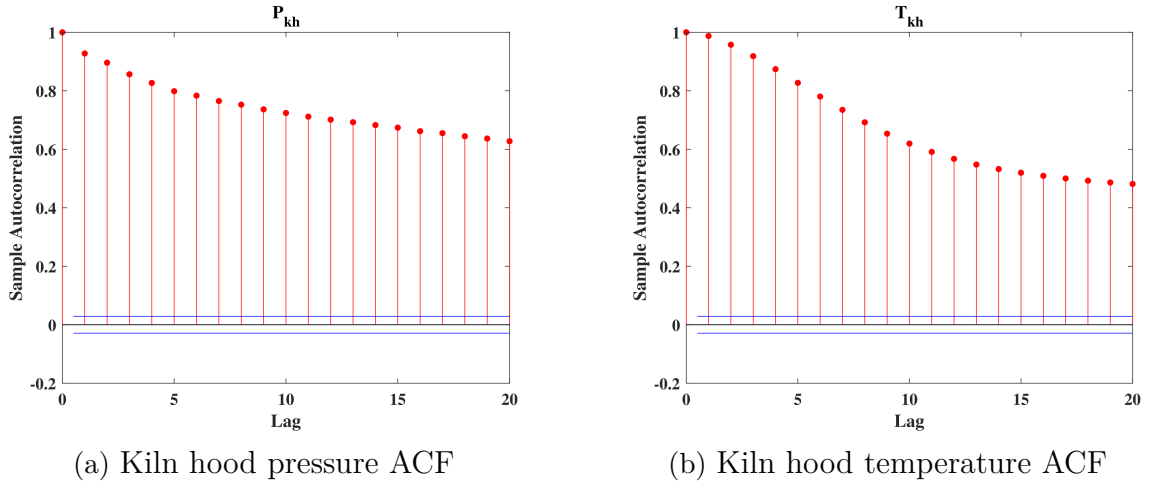 P_kh
T_kh
1
0.8
0.6
0.4
0.2
0
-0.2
Sample Autocorrelation
0 5 10 15 20
Lag
1
0.8
0.6
0.4
0.2
0
-0.2
Sample Autocorrelation
0 5 10 15 20
Lag
(a) Kiln hood pressure ACF
(b) Kiln hood temperature ACF